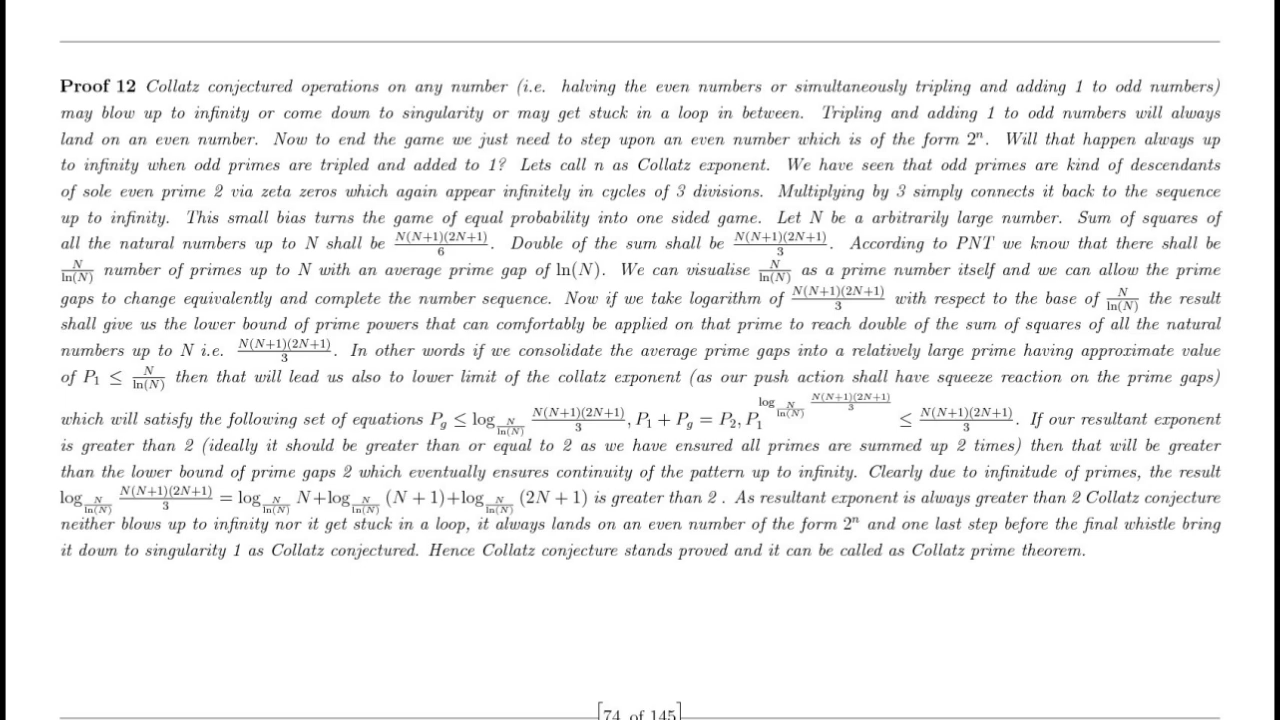 Proof 12 Collatz conjectured operations on any number (i.e. halving the even numbers or simultaneously tripling and adding 1 to odd numbers)
may blow up to infinity or come down to singularity or may get stuck in a loop in between. Tripling and adding 1 to odd numbers will always
land on an even number. Now to end the game we just need to step upon an even number which is of the form $2^n$. Will that happen always up
to infinity when odd primes are tripled and added to 1? Lets call n as Collatz exponent. We have seen that odd primes are kind of descendants
of sole even prime 2 via zeta zeros which again appear infinitely in cycles of 3 divisions. Multiplying by 3 simply connects it back to the sequence
up to infinity. This small bias turns the game of equal probability into one sided game. Let N be a arbitrarily large number. Sum of squares of
all the natural numbers up to N shall be $\frac{N(N+1)(2N+1)}{6}$. Double of the sum shall be $\frac{N(N+1)(2N+1)}{3}$. According to PNT we know that there shall be
$\frac{N}{\ln(N)}$ number of primes up to N with an average prime gap of ln(N). We can visualise $\frac{N}{\ln(N)}$ as a prime number itself and we can allow the prime
gaps to change equivalently and complete the number sequence. Now if we take logarithm of $\frac{N(N+1)(2N+1)}{3}$ with respect to the base of $\frac{N}{\ln(N)}$ the result
shall give us the lower bound of prime powers that can comfortably be applied on that prime to reach double of the sum of squares of all the natural
numbers up to N i.e. $\frac{N(N+1)(2N+1)}{3}$. In other words if we consolidate the average prime gaps into a relatively large prime having approximate value
of $P_1 \leq \frac{N}{\ln(N)}$ then that will lead us also to lower limit of the collatz exponent (as our push action shall have squeeze reaction on the prime gaps)
which will satisfy the following set of equations $P_g \leq \log_{\frac{N}{\ln(N)}} \frac{N(N+1)(2N+1)}{3}, P_1 + P_g = P_2, P_1^{\log_{\frac{N}{\ln(N)}} \frac{N(N+1)(2N+1)}{3}} \leq \frac{N(N+1)(2N+1)}{3}$. If our resultant exponent
is greater than 2 (ideally it should be greater than or equal to 2 as we have ensured all primes are summed up 2 times) then that will be greater
than the lower bound of prime gaps 2 which eventually ensures continuity of the pattern up to infinity. Clearly due to infinitude of primes, the result
$\log_{\frac{N}{\ln(N)}} \frac{N(N+1)(2N+1)}{3} = \log_{\frac{N}{\ln(N)}} N + \log_{\frac{N}{\ln(N)}} (N+1) + \log_{\frac{N}{\ln(N)}} (2N+1)$ is greater than 2 . As resultant exponent is always greater than 2 Collatz conjecture
neither blows up to infinity nor it get stuck in a loop, it always lands on an even number of the form $2^n$ and one last step before the final whistle bring
it down to singularity 1 as Collatz conjectured. Hence Collatz conjecture stands proved and it can be called as Collatz prime theorem.
74 of 145